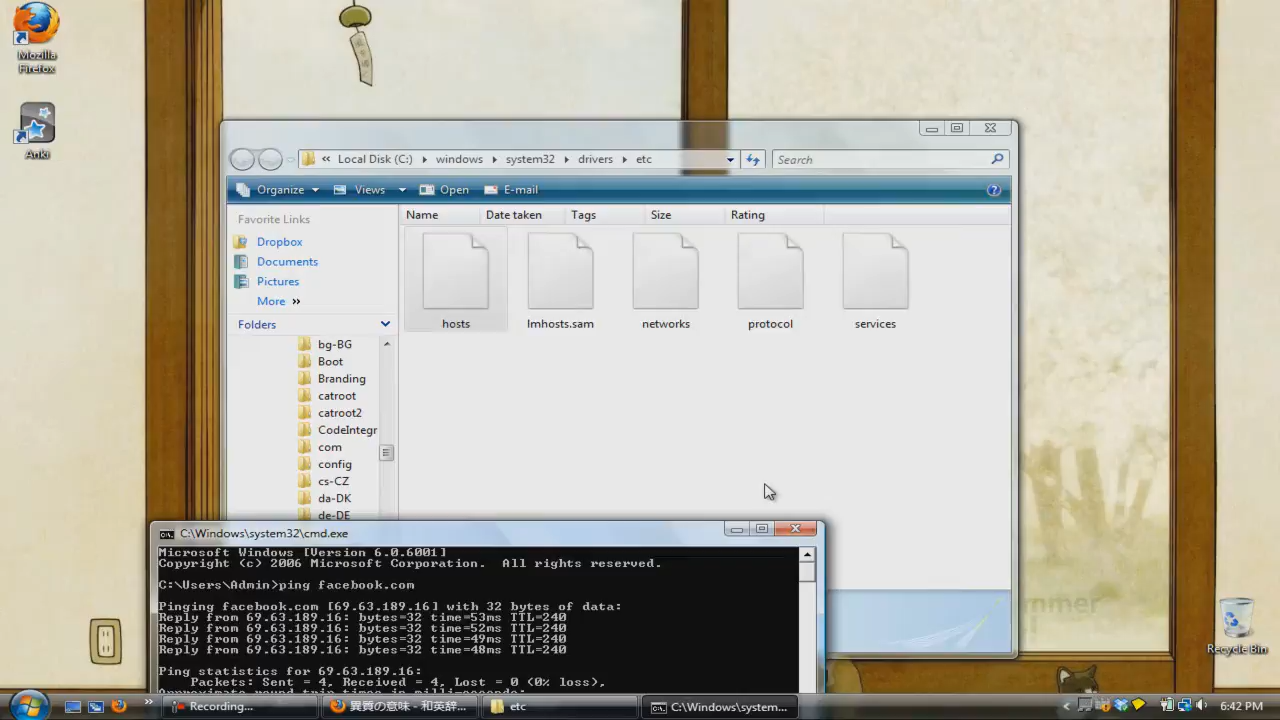 Mozilla
Firefox
Anki
« Local Disk (C:) windows system32 drivers etc
Search
Organize Views Open E-mail
Favorite Links
Dropbox
Documents
Pictures
More »
Folders
bg-BG
Boot
Branding
catroot
catroot2
CodeIntegr
com
config
cs-CZ
da-DK
de-DE
Name Date taken Tags Size Rating
hosts lmhosts.sam networks protocol services
C:\Windows\system32\cmd.exe
Microsoft Windows [Version 6.0.6001]
Copyright (c) 2006 Microsoft Corporation. All rights reserved.
C:\Users\Admin>ping facebook.com
Pinging facebook.com [69.63.189.16] with 32 bytes of data:
Reply from 69.63.189.16: bytes=32 time=53ms TTL=240
Reply from 69.63.189.16: bytes=32 time=52ms TTL=240
Reply from 69.63.189.16: bytes=32 time=49ms TTL=240
Reply from 69.63.189.16: bytes=32 time=48ms TTL=240
Ping statistics for 69.63.189.16:
Packets: Sent = 4, Received = 4, Lost = 0 (0% loss),
Approximate round trip times in milli-seconds:
Recycle Bin
Recording... 異質の意味 - 和英辞... etc C:\Windows\system... 6:42 PM